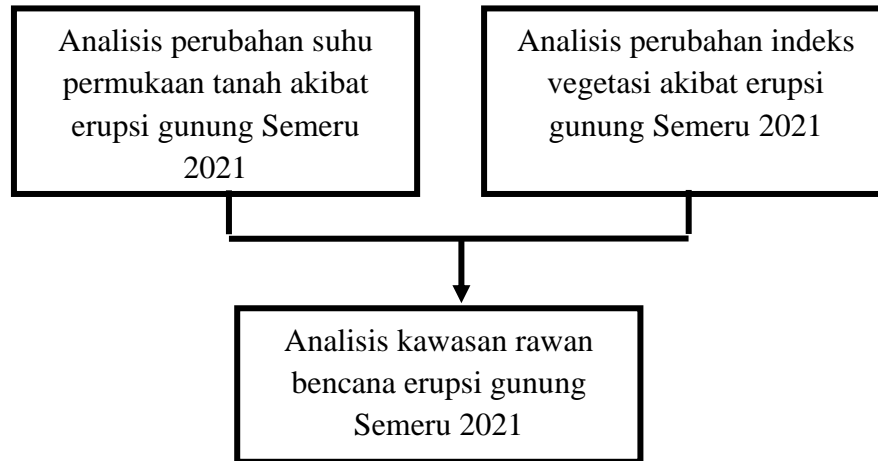 Analisis perubahan suhu
permukaan tanah akibat
erupsi gunung Semeru
2021
Analisis perubahan indeks
vegetasi akibat erupsi
gunung Semeru 2021
Analisis kawasan rawan
bencana erupsi gunung
Semeru 2021